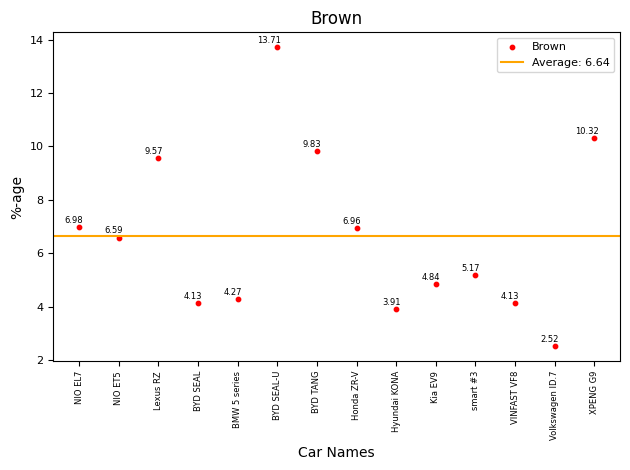 Brown
14
12
10
8
6
4
2
%-age
Brown
Average: 6.64
6.98
6.59
9.57
4.13
4.27
13.71
9.83
6.96
3.91
4.84
5.17
4.13
2.52
10.32
NIO EL7
NIO ET5
Lexus RZ
BYD SEAL
BMW 5 series
BYD SEAL-U
BYD TANG
Honda ZR-V
Hyundai KONA
Kia EV9
smart #3
VINFAST VF8
Volkswagen ID.7
XPENG G9
Car Names